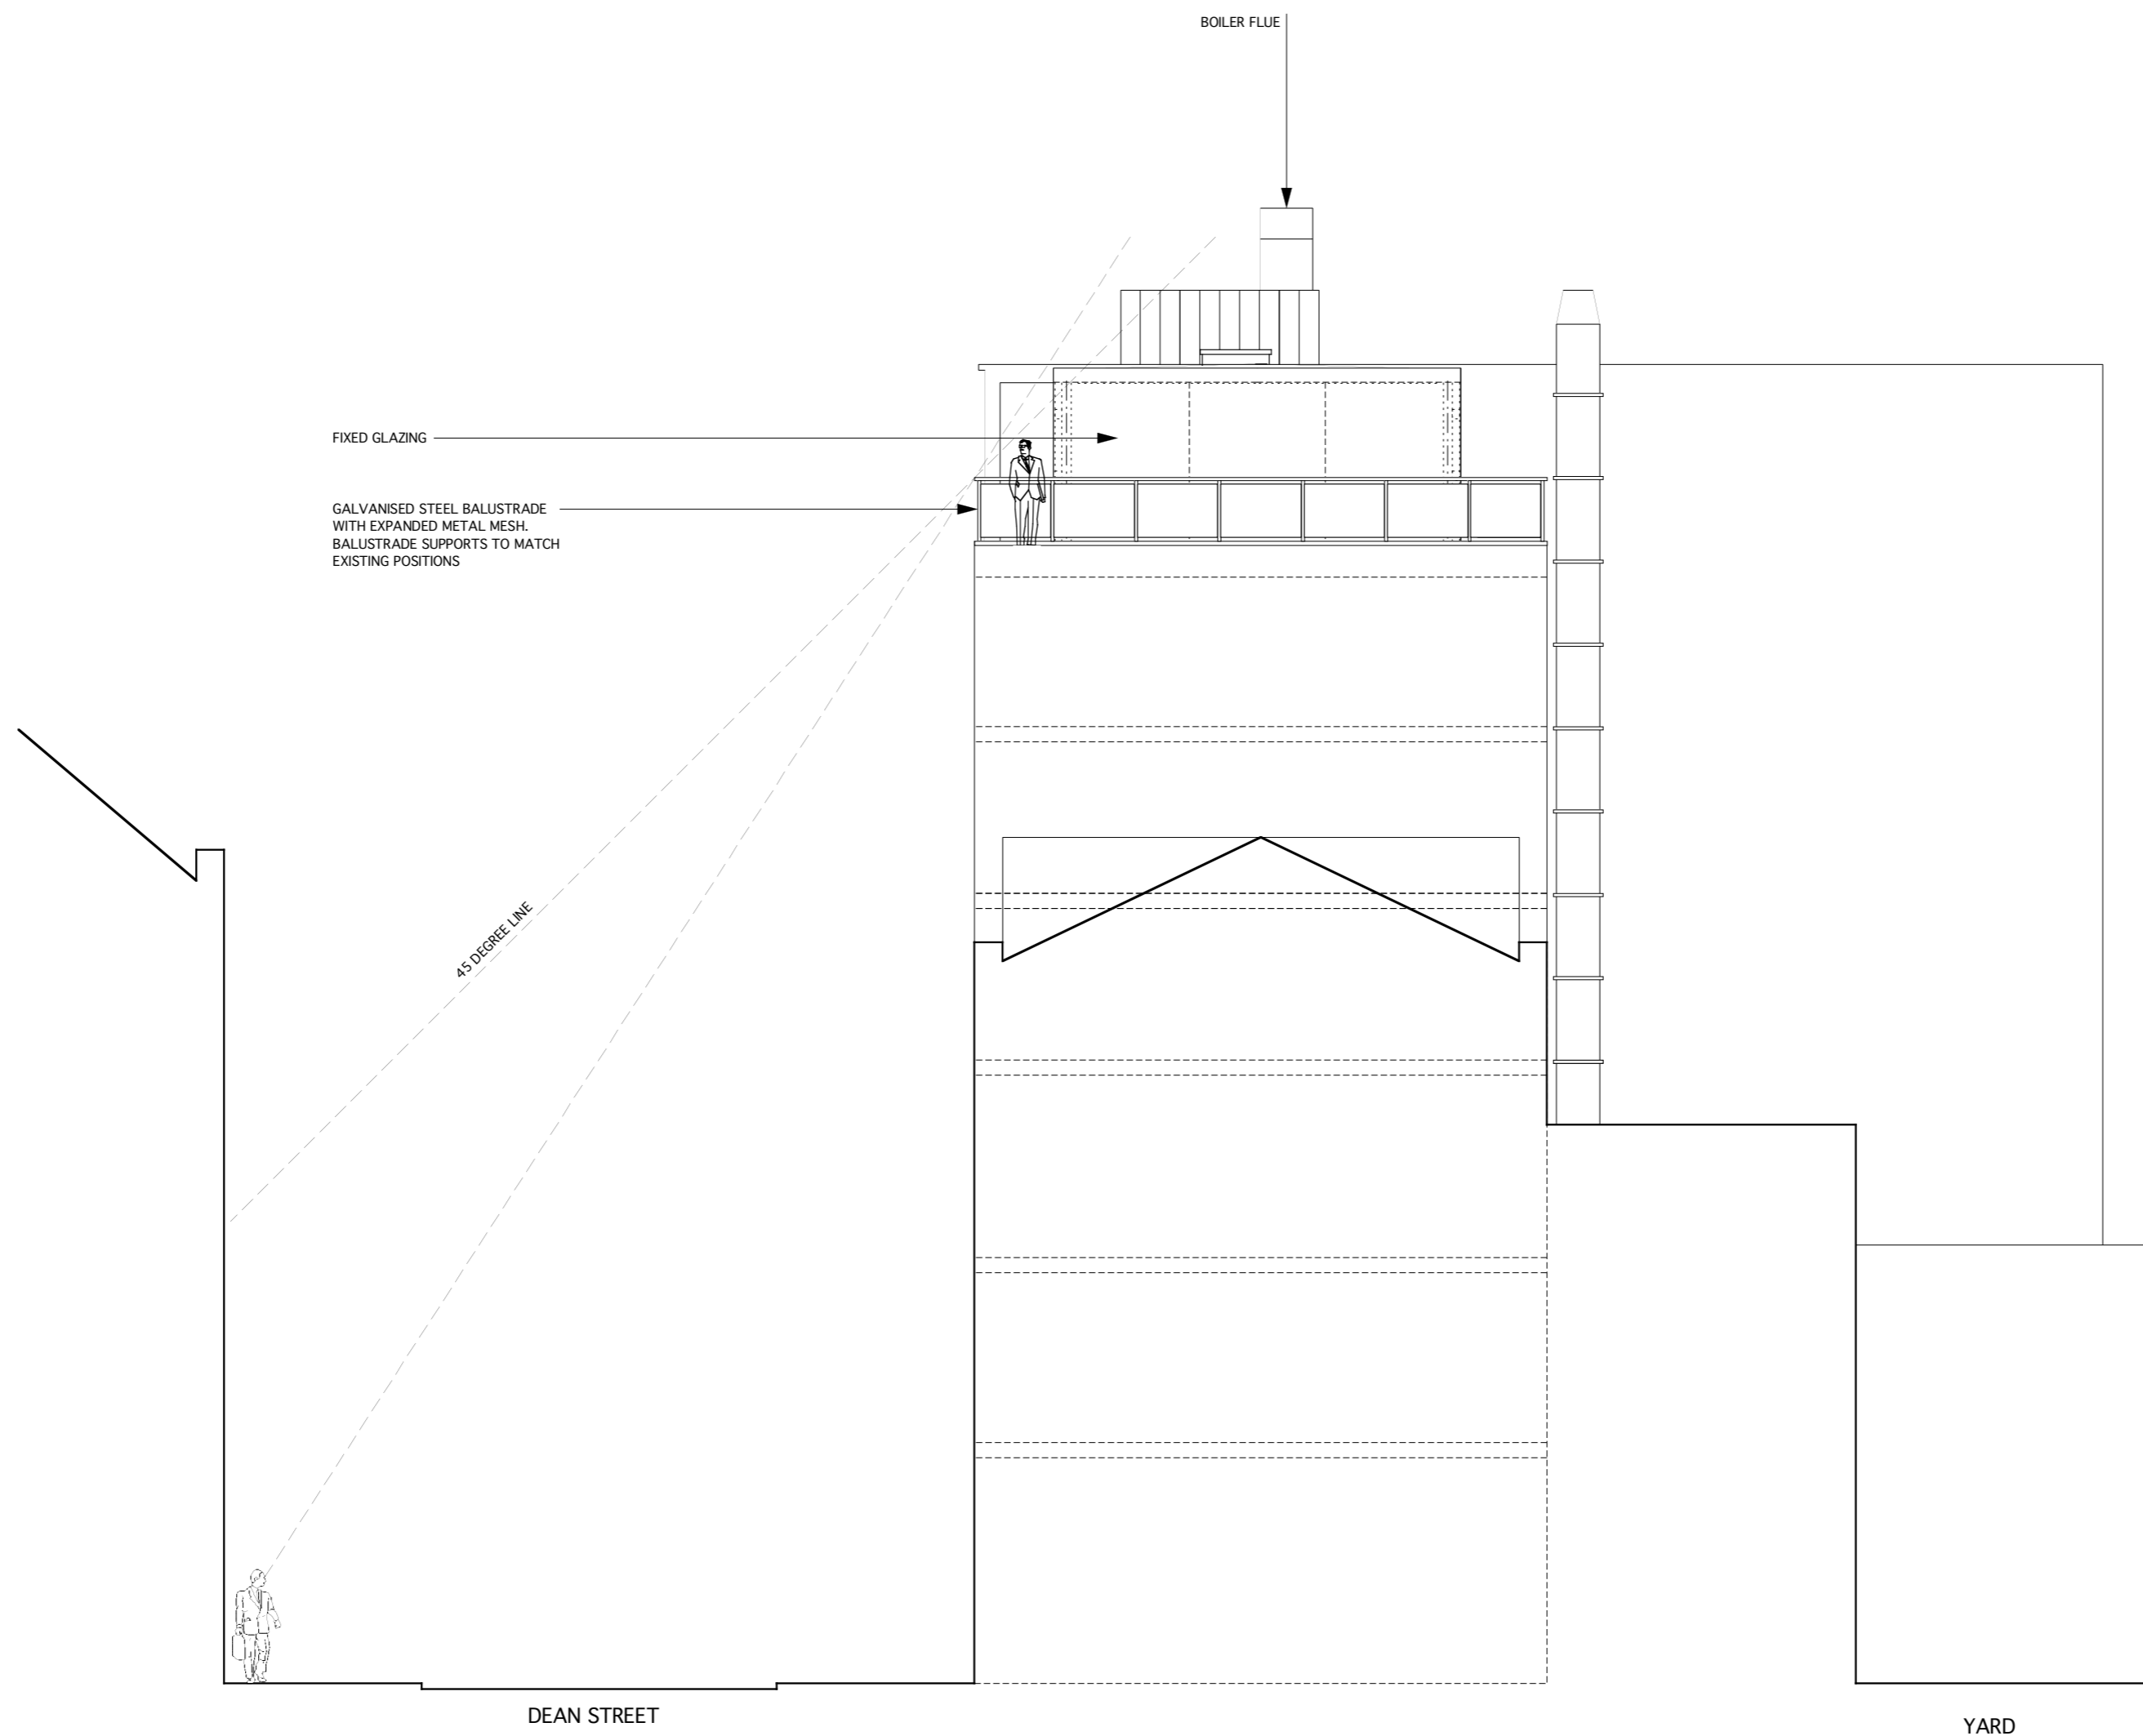 BOILER FLUE
FIXED GLAZING
GALVANISED STEEL BALUSTRADE
WITH EXPANDED METAL MESH.
BALUSTRADE SUPPORTS TO MATCH
EXISTING POSITIONS
45 DEGREE LINE
DEAN STREET
YARD